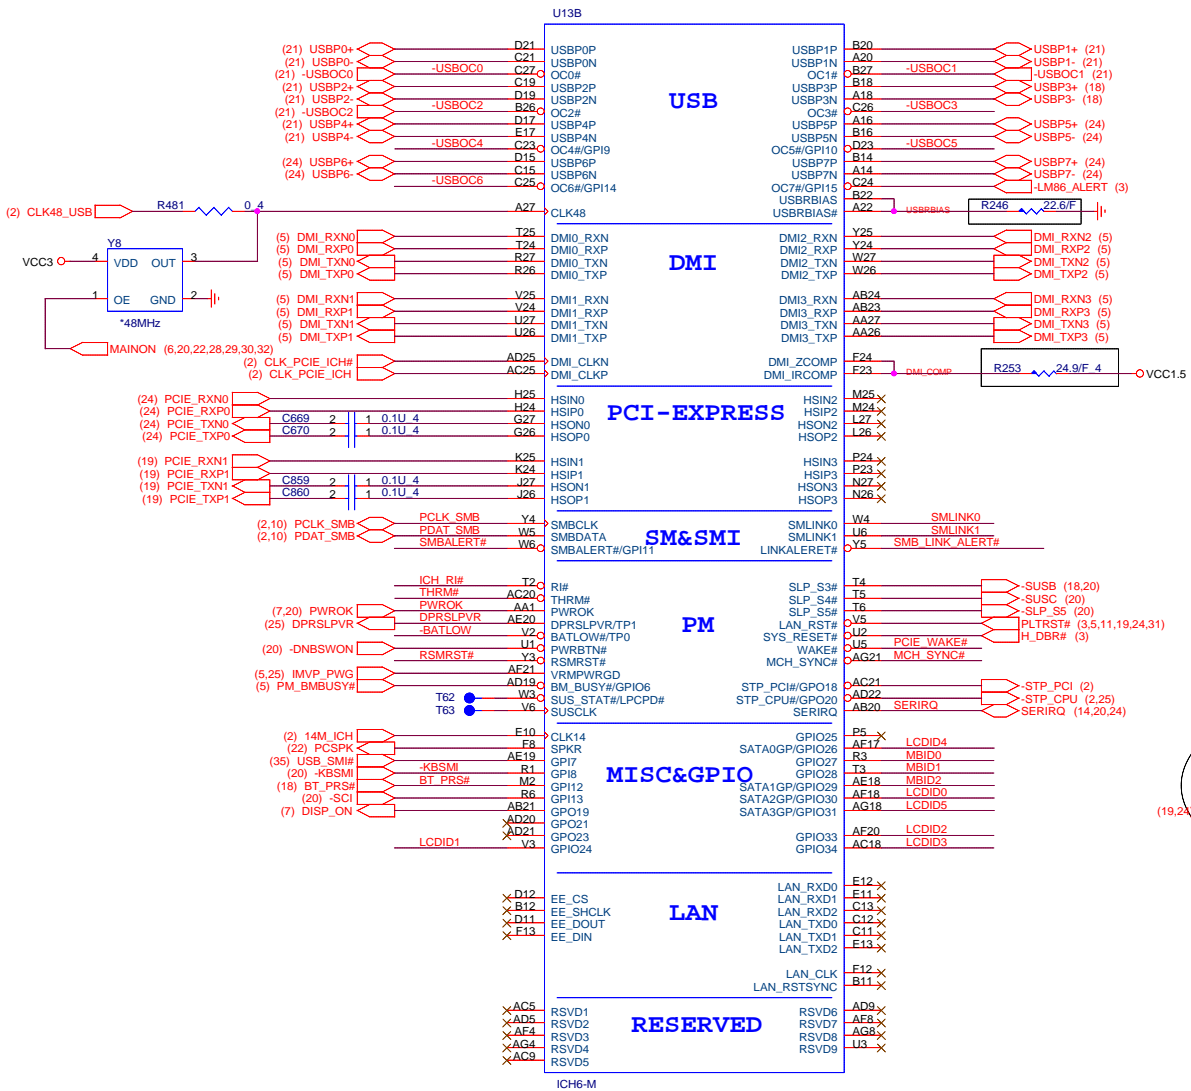 U13B
(21) USBP0+ D21 USBP0P USBP1P B20 USBP1+ (21)
(21) USBP0- C21 USBP0N USBP1N A20 USBP1- (21)
(21) -USBOC0 -USBOC0 C27 OC0# OC1# B27 -USBOC1 -USBOC1 (21)
(21) USBP2+ C19 USBP2P USBP3P B18 USBP3+ (18)
(21) USBP2- D19 USBP2N USBP3N A18 USBP3- (18)
(21) -USBOC2 -USBOC2 B26 OC2# OC3# C26 -USBOC3
(21) USBP4+ D17 USBP4P USBP5P A16 USBP5+ (24)
(21) USBP4- E17 USBP4N USBP5N B16 USBP5- (24)
-USBOC4 C23 OC4#/GPI9 OC5#/GPI10 D23 -USBOC5
(24) USBP6+ D15 USBP6P USBP7P B14 USBP7+ (24)
(24) USBP6- C15 USBP6N USBP7N A14 USBP7- (24)
-USBOC6 C25 OC6#/GPI14 OC7#/GPI15 C24 -LM86_ALERT (3)
USB
USBRBIAS B22
(2) CLK48_USB R481 0_4 A27 CLK48 USBRBIAS# A22 USBRBIAS R246 22.6/F
Y8
VCC3 4 VDD OUT 3
1 OE GND 2
*48MHz
MAINON (6,20,22,28,29,30,32)
(5) DMI_RXN0 T25 DMI0_RXN DMI2_RXN Y25 DMI_RXN2 (5)
(5) DMI_RXP0 T24 DMI0_RXP DMI2_RXP Y24 DMI_RXP2 (5)
(5) DMI_TXN0 R27 DMI0_TXN DMI2_TXN W27 DMI_TXN2 (5)
(5) DMI_TXP0 R26 DMI0_TXP DMI2_TXP W26 DMI_TXP2 (5)
DMI
(5) DMI_RXN1 V25 DMI1_RXN DMI3_RXN AB24 DMI_RXN3 (5)
(5) DMI_RXP1 V24 DMI1_RXP DMI3_RXP AB23 DMI_RXP3 (5)
(5) DMI_TXN1 U27 DMI1_TXN DMI3_TXN AA27 DMI_TXN3 (5)
(5) DMI_TXP1 U26 DMI1_TXP DMI3_TXP AA26 DMI_TXP3 (5)
(2) CLK_PCIE_ICH# AD25 DMI_CLKN DMI_ZCOMP F24
(2) CLK_PCIE_ICH AC25 DMI_CLKP DMI_IRCOMP F23 DMI_COMP R253 24.9/F_4 VCC1.5
(24) PCIE_RXN0 H25 HSIN0 HSIN2 M25
(24) PCIE_RXP0 H24 HSIP0 HSIP2 M24
(24) PCIE_TXN0 C669 2 1 0.1U_4 G27 HSON0 HSON2 L27
(24) PCIE_TXP0 C670 2 1 0.1U_4 G26 HSOP0 HSOP2 L26
PCI-EXPRESS
(19) PCIE_RXN1 K25 HSIN1 HSIN3 P24
(19) PCIE_RXP1 K24 HSIP1 HSIP3 P23
(19) PCIE_TXN1 C859 2 1 0.1U_4 J27 HSON1 HSON3 N27
(19) PCIE_TXP1 C860 2 1 0.1U_4 J26 HSOP1 HSOP3 N26
(2,10) PCLK_SMB PCLK_SMB Y4 SMBCLK SMLINK0 W4 SMLINK0
(2,10) PDAT_SMB PDAT_SMB W5 SMBDATA SMLINK1 U6 SMLINK1
SMBALERT# W6 SMBALERT#/GPI11 LINKALERET# Y5 SMB_LINK_ALERT#
SM&SMI
ICH_RI# T2 RI# SLP_S3# T4 -SUSB (18,20)
THRM# AC20 THRM# SLP_S4# T5 -SUSC (20)
(7,20) PWROK PWROK AA1 PWROK SLP_S5# T6 -SLP_S5 (20)
(25) DPRSLPVR DPRSLPVR AE20 DPRSLPVR/TP1 LAN_RST# V5 PLTRST# (3,5,11,19,24,31)
-BATLOW V2 BATLOW#/TP0 SYS_RESET# U2 H_DBR# (3)
PM
(20) -DNBSWON U1 PWRBTN# WAKE# U5 PCIE_WAKE#
RSMRST# Y3 RSMRST# MCH_SYNC# AG21 MCH_SYNC#
(5,25) IMVP_PWG AF21 VRMPWRGD
(5) PM_BMBUSY# AD19 BM_BUSY#/GPIO6 STP_PCI#/GPO18 AC21 -STP_PCI (2)
T62 W3 SUS_STAT#/LPCPD# STP_CPU#/GPO20 AD22 -STP_CPU (2,25)
T63 V6 SUSCLK SERIRQ AB20 SERIRQ SERIRQ (14,20,24)
(2) 14M_ICH E10 CLK14 GPIO25 P5
(22) PCSPK F8 SPKR SATA0GP/GPIO26 AF17 LCDID4
(35) USB_SMI# AE19 GPI7 GPIO27 R3 MBID0
(20) -KBSMI -KBSMI R1 GPI8 GPIO28 T3 MBID1
(18) BT_PRS# BT_PRS# M2 GPI12 SATA1GP/GPIO29 AE18 MBID2
(20) -SCI R6 GPI13 SATA2GP/GPIO30 AF18 LCDID0
(7) DISP_ON AB21 GPO19 SATA3GP/GPIO31 AG18 LCDID5
MISC&GPIO
(19,24
AD20 GPO21
AD21 GPO23 GPIO33 AF20 LCDID2
LCDID1 V3 GPIO24 GPIO34 AC18 LCDID3
LAN_RXD0 E12
D12 EE_CS LAN_RXD1 E11
B12 EE_SHCLK LAN_RXD2 C13
D11 EE_DOUT LAN_TXD0 C12
F13 EE_DIN LAN_TXD1 C11
LAN_TXD2 E13
LAN
LAN_CLK F12
LAN_RSTSYNC B11
AC5 RSVD1 RSVD6 AD9
AD5 RSVD2 RSVD7 AF8
AF4 RSVD3 RSVD8 AG8
AG4 RSVD4 RSVD9 U3
AC9 RSVD5
RESERVED
ICH6-M